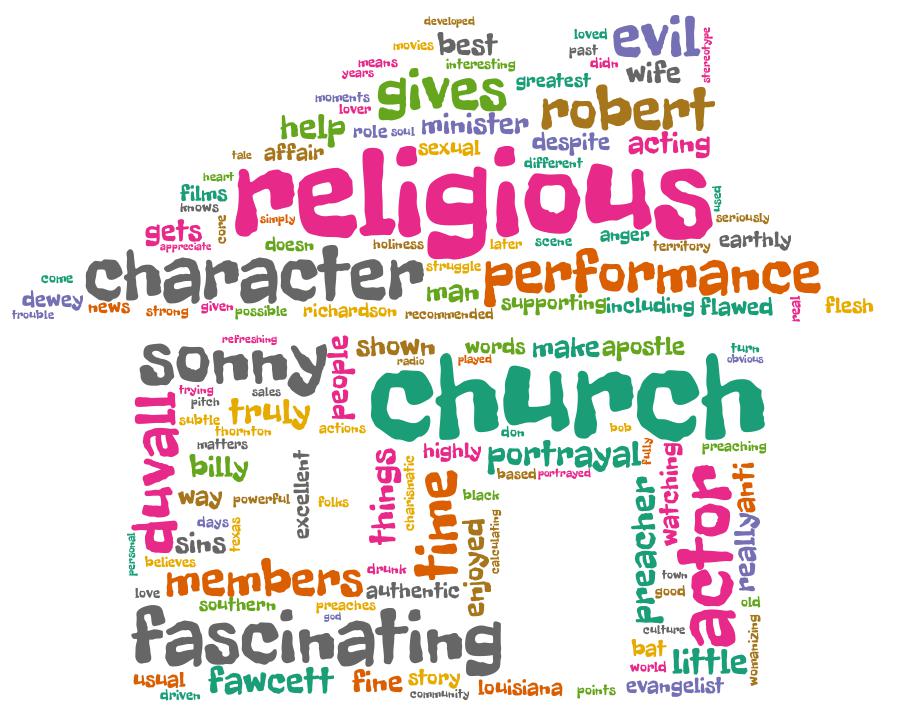 developed
movies best loved evil
past stereotype
means interesting didn
years gives greatest wife
moments
lover robert
help role soul minister despite acting
tale affair sexual different
heart religious
films
knows used
core simply seriously
gets
appreciate doesn holiness later scene anger territory earthly
come character struggle performance
dewey man
trouble news strong given possible richardson recommended supporting including flawed real flesh
refreshing
sonny people shown words make apostle turn
radio played obvious
trying sales church
pitch
duvall subtle truly
thornton actions don bob
matters highly portrayal fully preaching
billy excellent things charismatic based portrayed watching
way powerful folks time black preacher actor anti
days texas enjoyed calculating really
sins
personal believes
love members drunk town
authentic good
southern preaches old
god culture
fascinating bat womanizing
world little
usual fawcett fine story
driven community louisiana points evangelist